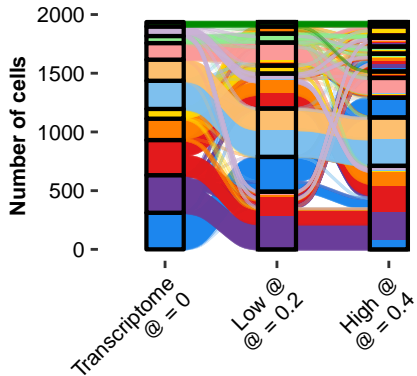 Number of cells
2000
1500
1000
500
0
Transcriptome
@ = 0
Low @
@ = 0.2
High @
@ = 0.4